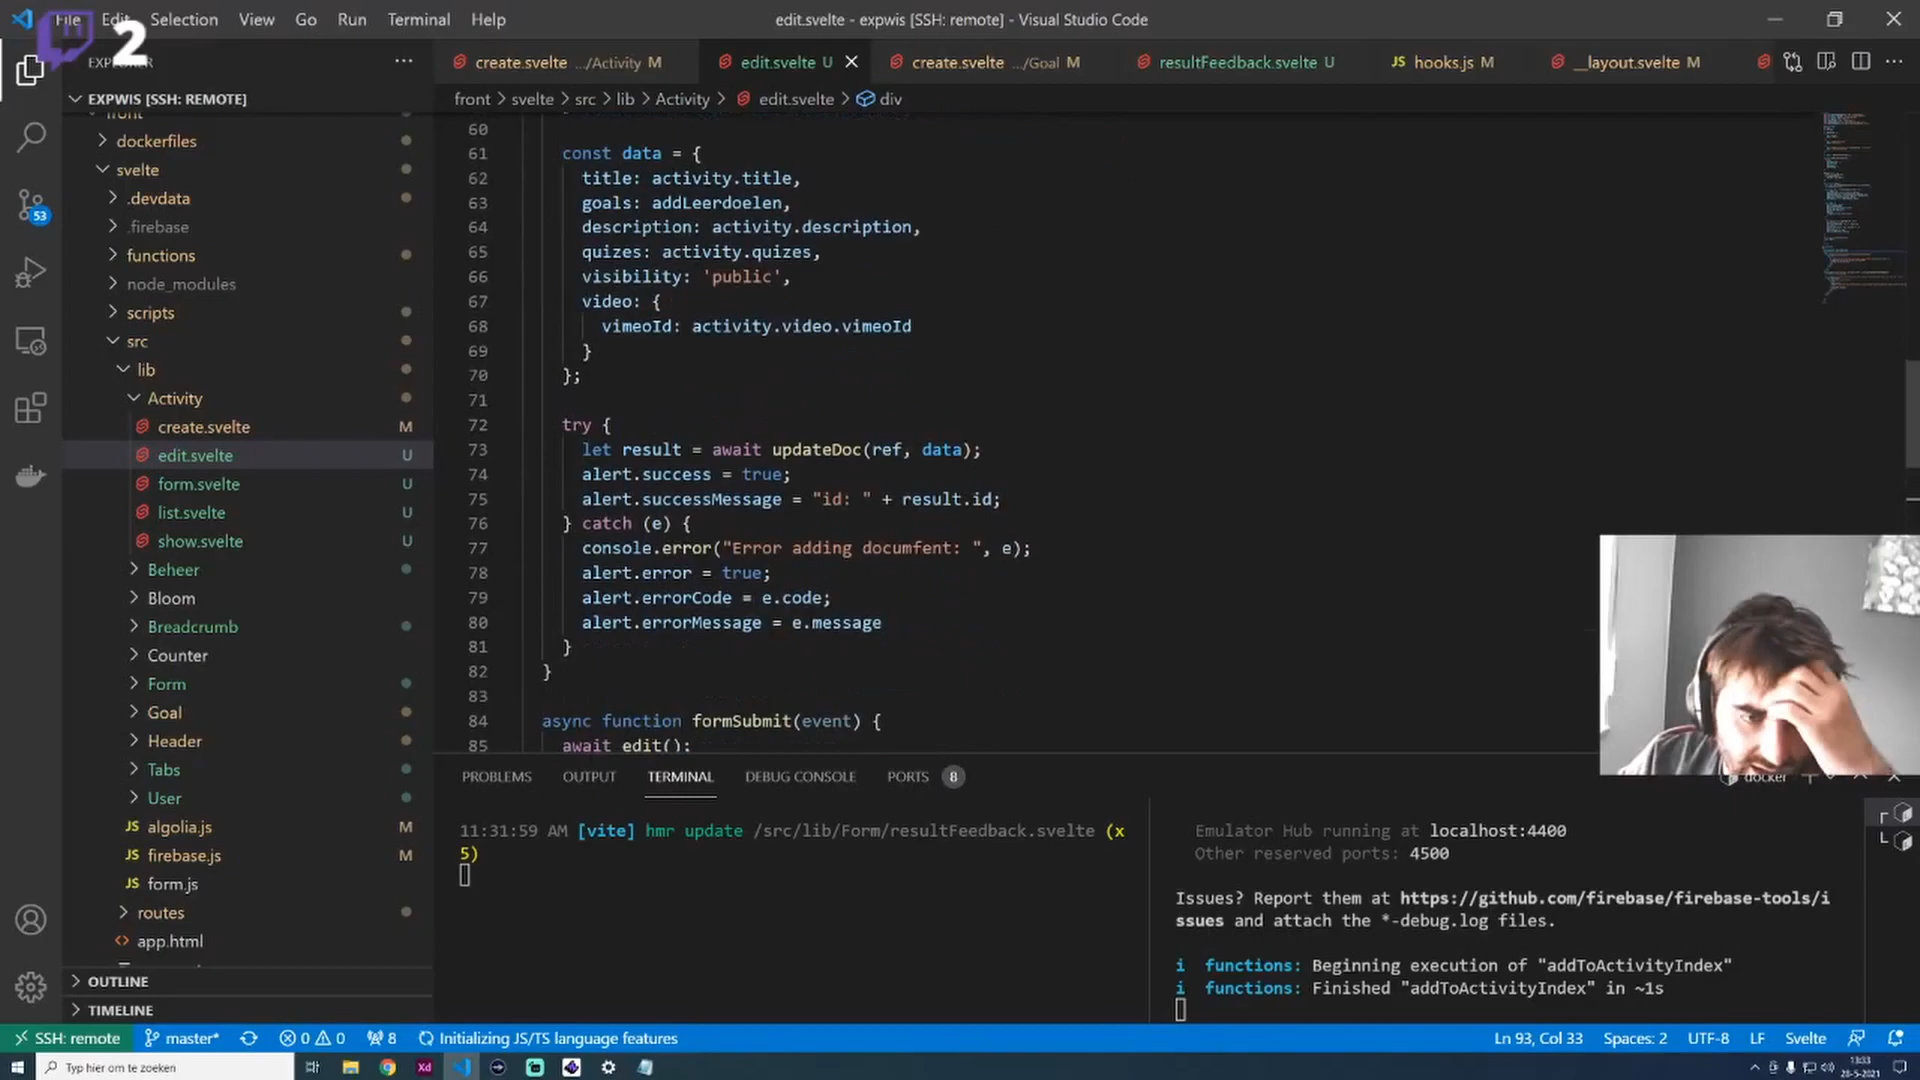 File Edit Selection View Go Run Terminal Help
edit.svelte - expwis [SSH: remote] - Visual Studio Code
2
EXPLORER
create.svelte .../Activity M
edit.svelte U
create.svelte .../Goal M
resultFeedback.svelte U
JS hooks.js M
__layout.svelte M
EXPWIS [SSH: REMOTE]
front > svelte > src > lib > Activity > edit.svelte > div
front
dockerfiles
svelte
.devdata
.firebase
functions
node_modules
scripts
src
lib
Activity
create.svelte M
edit.svelte U
form.svelte U
list.svelte U
show.svelte U
Beheer
Bloom
Breadcrumb
Counter
Form
Goal
Header
Tabs
User
JS algolia.js M
JS firebase.js M
JS form.js
routes
<> app.html
OUTLINE
TIMELINE
53
60
61 const data = {
62 title: activity.title,
63 goals: addLeerdoelen,
64 description: activity.description,
65 quizes: activity.quizes,
66 visibility: 'public',
67 video: {
68 vimeoId: activity.video.vimeoId
69 }
70 };
71
72 try {
73 let result = await updateDoc(ref, data);
74 alert.success = true;
75 alert.successMessage = "id: " + result.id;
76 } catch (e) {
77 console.error("Error adding documfent: ", e);
78 alert.error = true;
79 alert.errorCode = e.code;
80 alert.errorMessage = e.message
81 }
82 }
83
84 async function formSubmit(event) {
85 await edit();
PROBLEMS OUTPUT TERMINAL DEBUG CONSOLE PORTS 8
docker
11:31:59 AM [vite] hmr update /src/lib/Form/resultFeedback.svelte (x
5)
Emulator Hub running at localhost:4400
Other reserved ports: 4500
Issues? Report them at https://github.com/firebase/firebase-tools/i
ssues and attach the *-debug.log files.
i functions: Beginning execution of "addToActivityIndex"
i functions: Finished "addToActivityIndex" in ~1s
SSH: remote master* 0 0 8 Initializing JS/TS language features
Ln 93, Col 33 Spaces: 2 UTF-8 LF Svelte
Typ hier om te zoeken
Xd
13:33
28-5-2021